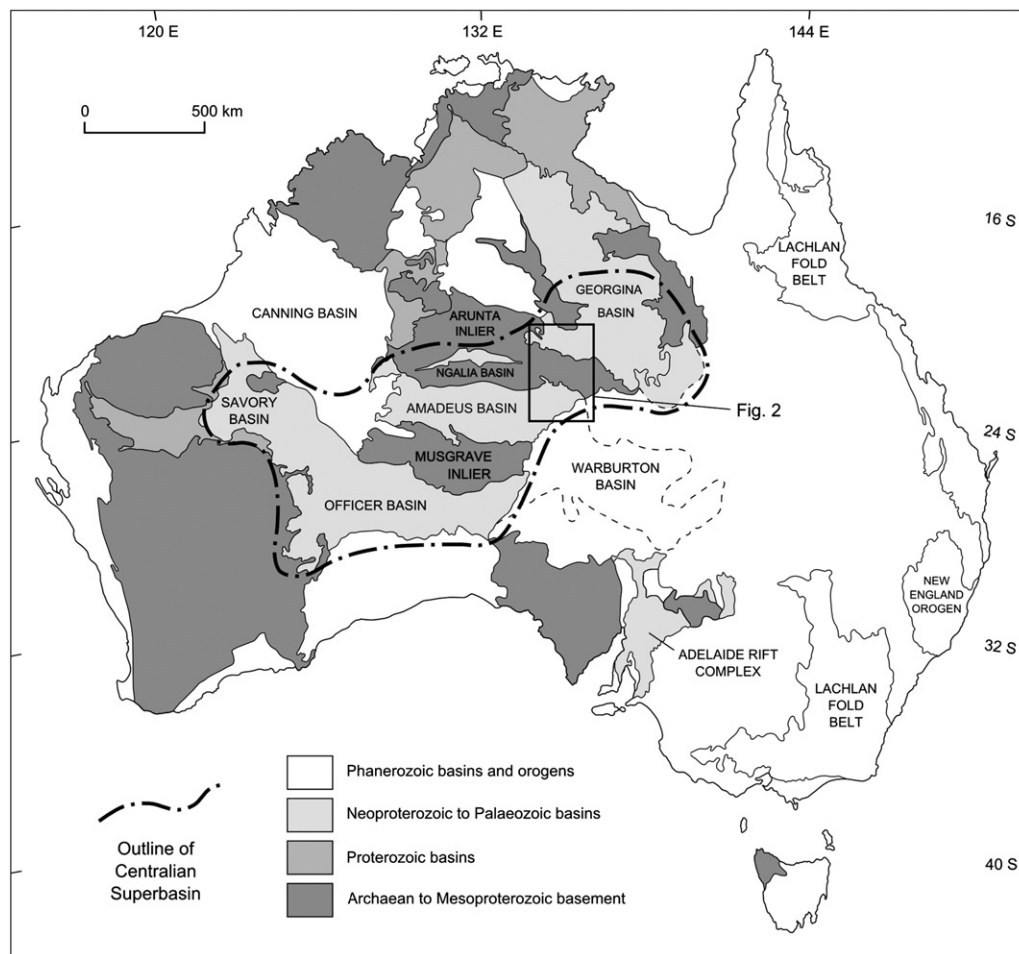 120 E
132 E
144 E
0
500 km
16 S
LACHLAN
FOLD
BELT
GEORGINA
BASIN
CANNING BASIN
ARUNTA
INLIER
NGALIA BASIN
SAVORY
BASIN
AMADEUS BASIN
Fig. 2
24 S
MUSGRAVE
INLIER
WARBURTON
BASIN
OFFICER BASIN
NEW
ENGLAND
OROGEN
32 S
ADELAIDE RIFT
COMPLEX
LACHLAN
FOLD
BELT
Phanerozoic basins and orogens
Neoproterozoic to Palaeozoic basins
Proterozoic basins
Archaean to Mesoproterozoic basement
Outline of
Centralian
Superbasin
40 S